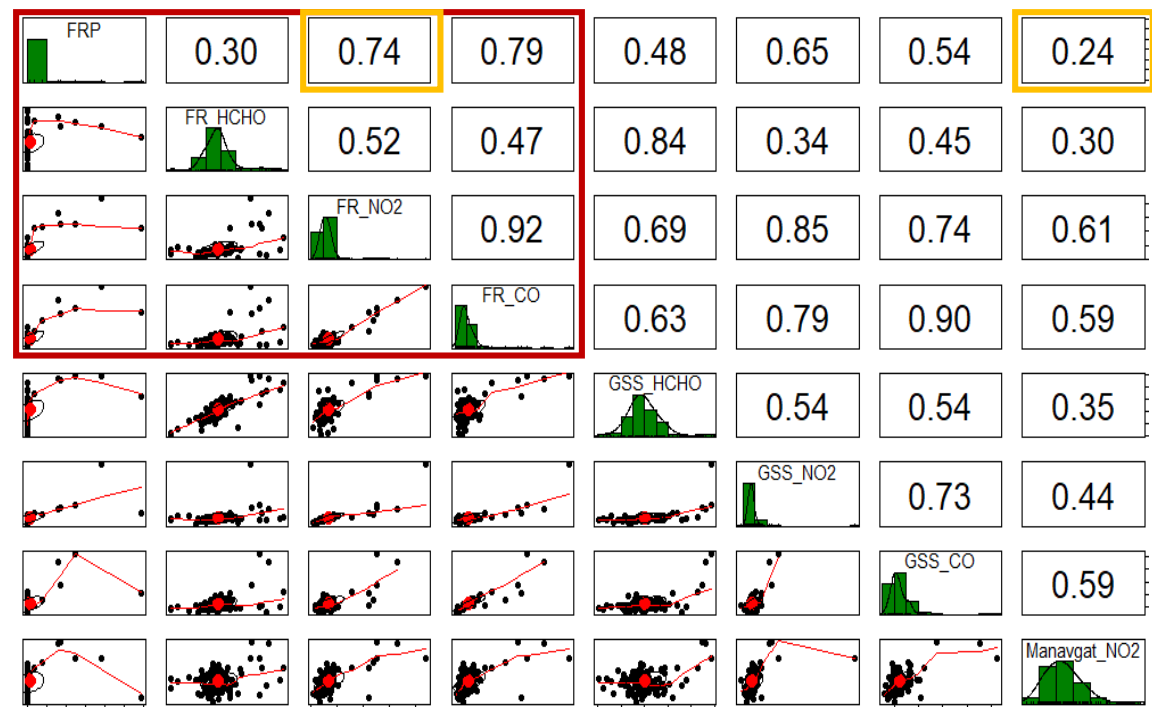 FRP 0.30 0.74 0.79 0.48 0.65 0.54 0.24
FR_HCHO 0.52 0.47 0.84 0.34 0.45 0.30
FR_NO2 0.92 0.69 0.85 0.74 0.61
FR_CO 0.63 0.79 0.90 0.59
GSS_HCHO 0.54 0.54 0.35
GSS_NO2 0.73 0.44
GSS_CO 0.59
Manavgat_NO2